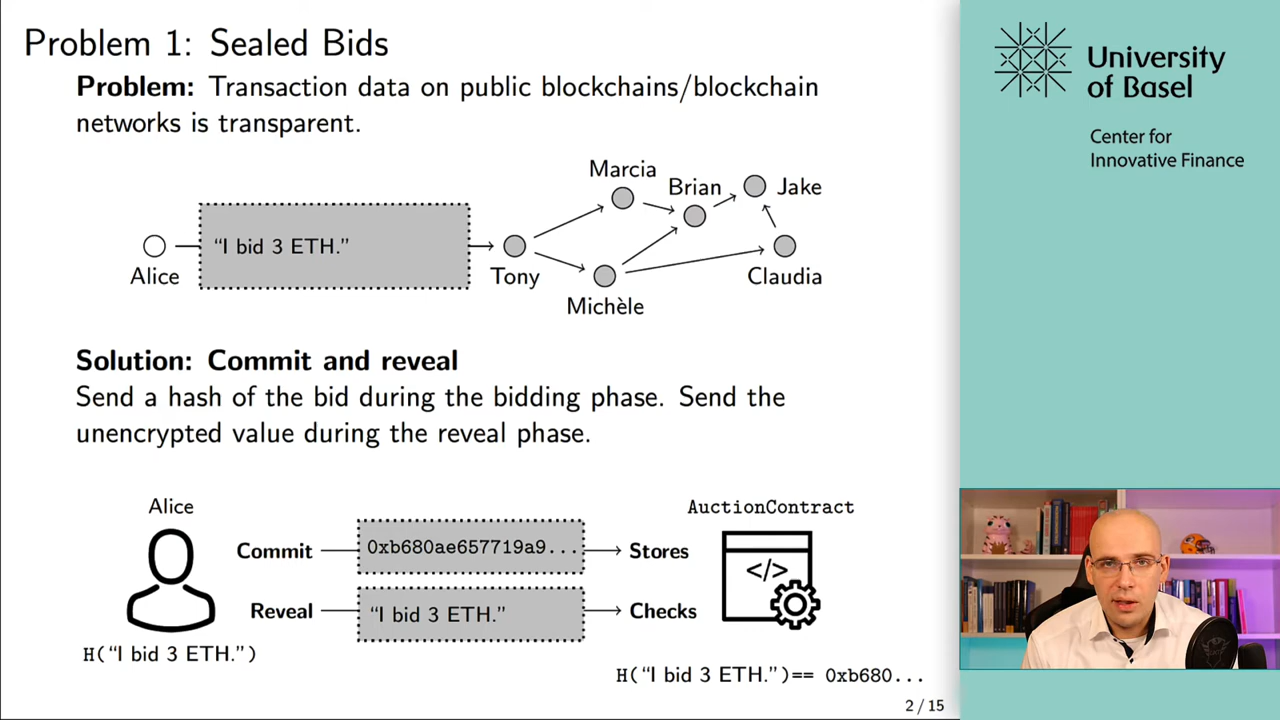 Problem 1: Sealed Bids
Problem: Transaction data on public blockchains/blockchain
networks is transparent.
Marcia
Brian
Jake
"I bid 3 ETH."
Alice
Tony
Claudia
Michèle
Solution: Commit and reveal
Send a hash of the bid during the bidding phase. Send the
unencrypted value during the reveal phase.
Alice
AuctionContract
Commit
0xb680ae657719a9...
Stores
</>
Reveal
"I bid 3 ETH."
Checks
H("I bid 3 ETH.")
H("I bid 3 ETH.")== 0xb680...
2 / 15
University
of Basel
Center for
Innovative Finance